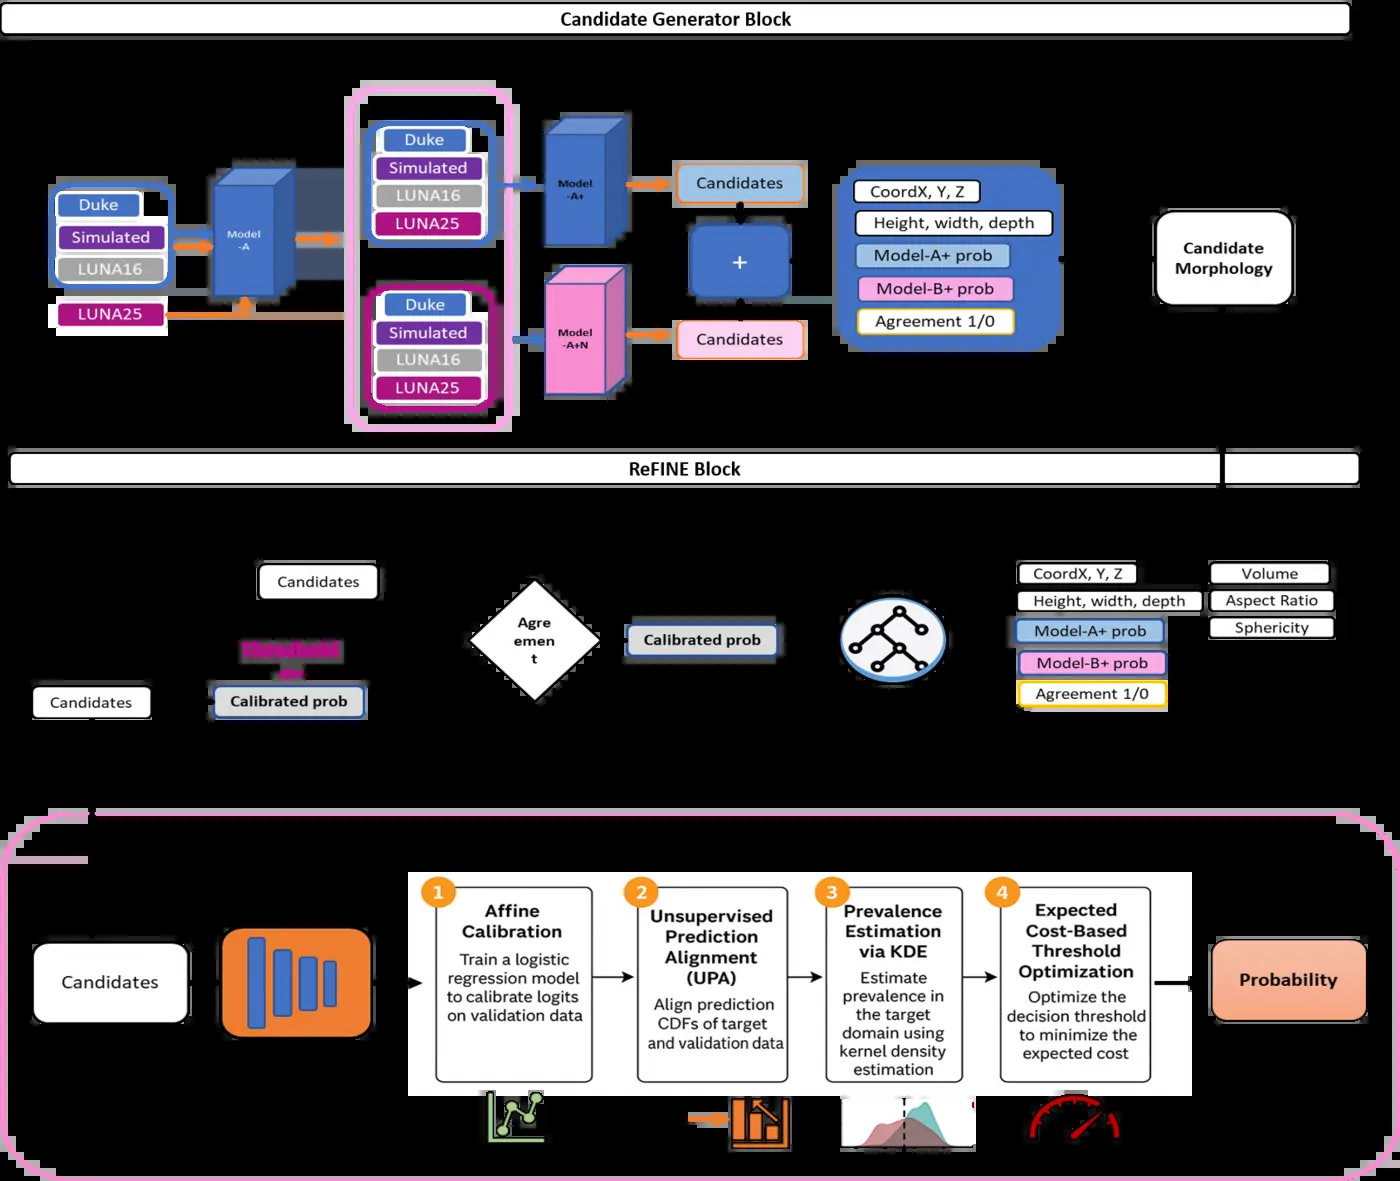 Candidate Generator Block
Duke
Simulated
LUNA16
LUNA25
Model
-A
Duke
Simulated
LUNA16
LUNA25
Duke
Simulated
LUNA16
LUNA25
Model
-A+
Model
-A+N
Candidates
+
Candidates
CoordX, Y, Z
Height, width, depth
Model-A+ prob
Model-B+ prob
Agreement 1/0
Candidate
Morphology
ReFINE Block
Candidates
Threshold
Candidates
Calibrated prob
Agre
emen
t
Calibrated prob
CoordX, Y, Z
Height, width, depth
Model-A+ prob
Model-B+ prob
Agreement 1/0
Volume
Aspect Ratio
Sphericity
Candidates
1
Affine
Calibration
Train a logistic
regression model
to calibrate logits
on validation data
2
Unsupervised
Prediction
Alignment
(UPA)
Align prediction
CDFs of target
and validation data
3
Prevalence
Estimation
via KDE
Estimate
prevalence in
the target
domain using
kernel density
estimation
4
Expected
Cost-Based
Threshold
Optimization
Optimize the
decision threshold
to minimize the
expected cost
Probability